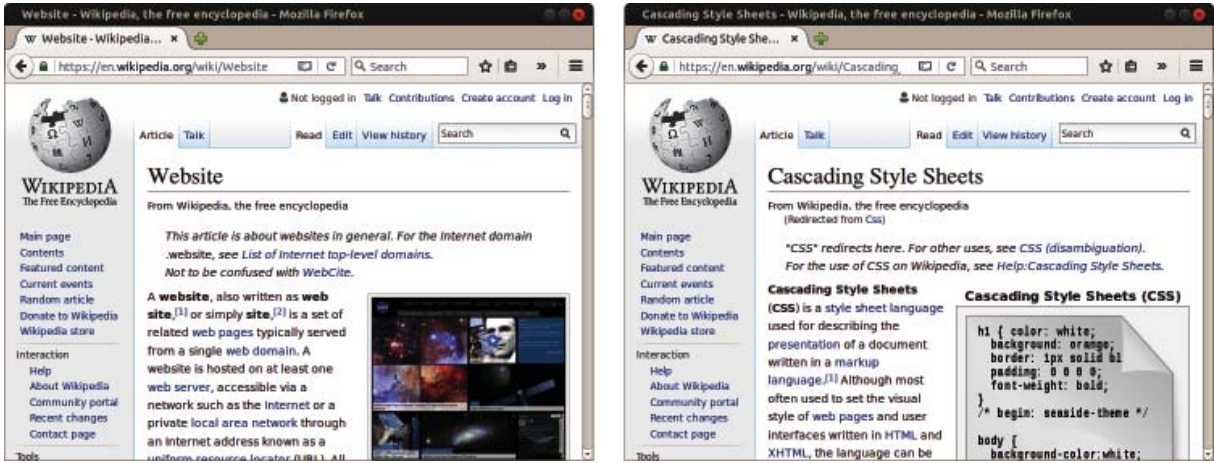 Website - Wikipedia, the free encyclopedia - Mozilla Firefox
Website - Wikipedia...
https://en.wikipedia.org/wiki/Website
Search
Not logged in Talk Contributions Create account Log in
Article Talk Read Edit View history Search
WIKIPEDIA
The Free Encyclopedia
Website
From Wikipedia, the free encyclopedia
This article is about websites in general. For the Internet domain
.website, see List of Internet top-level domains.
Not to be confused with WebCite.
Main page
Contents
Featured content
Current events
Random article
Donate to Wikipedia
Wikipedia store
Interaction
Help
About Wikipedia
Community portal
Recent changes
Contact page
Tools
A website, also written as web
site,[1] or simply site,[2] is a set of
related web pages typically served
from a single web domain. A
website is hosted on at least one
web server, accessible via a
network such as the Internet or a
private local area network through
an Internet address known as a
uniform resource locator (URL). All
Cascading Style Sheets - Wikipedia, the free encyclopedia - Mozilla Firefox
Cascading Style She...
https://en.wikipedia.org/wiki/Cascading_
Search
Not logged in Talk Contributions Create account Log in
Article Talk Read Edit View history Search
WIKIPEDIA
The Free Encyclopedia
Cascading Style Sheets
From Wikipedia, the free encyclopedia
(Redirected from Css)
"CSS" redirects here. For other uses, see CSS (disambiguation).
For the use of CSS on Wikipedia, see Help:Cascading Style Sheets.
Main page
Contents
Featured content
Current events
Random article
Donate to Wikipedia
Wikipedia store
Interaction
Help
About Wikipedia
Community portal
Recent changes
Contact page
Tools
Cascading Style Sheets
(CSS) is a style sheet language
used for describing the
presentation of a document
written in a markup
language.[1] Although most
often used to set the visual
style of web pages and user
interfaces written in HTML and
XHTML, the language can be
Cascading Style Sheets (CSS)
h1 { color: white;
background: orange;
border: 1px solid bl
padding: 0 0 0 0;
font-weight: bold;
}
/* begin: seaside-theme */
body {
background-color:white;